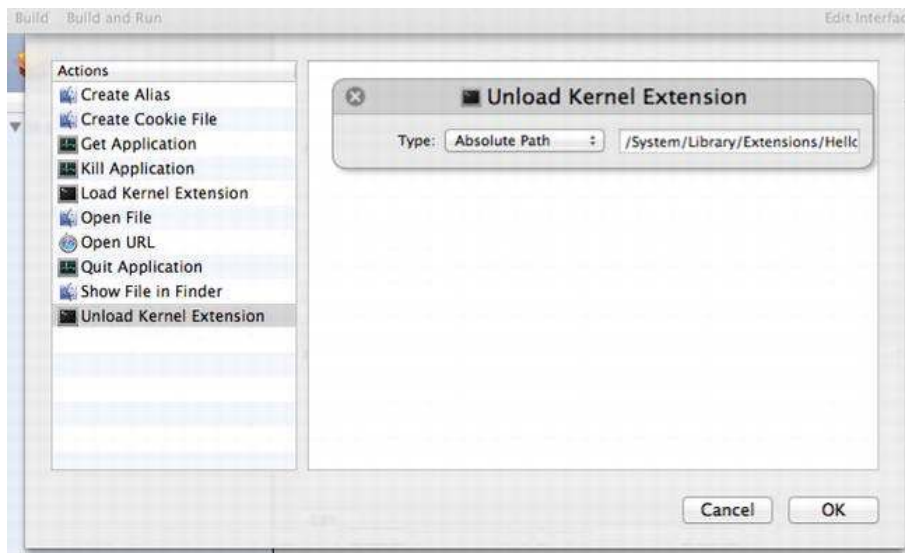 Build Build and Run Edit Interfac
Actions
Create Alias
Create Cookie File
Get Application
Kill Application
Load Kernel Extension
Open File
Open URL
Quit Application
Show File in Finder
Unload Kernel Extension
Unload Kernel Extension
Type: Absolute Path /System/Library/Extensions/Hellc
Cancel OK